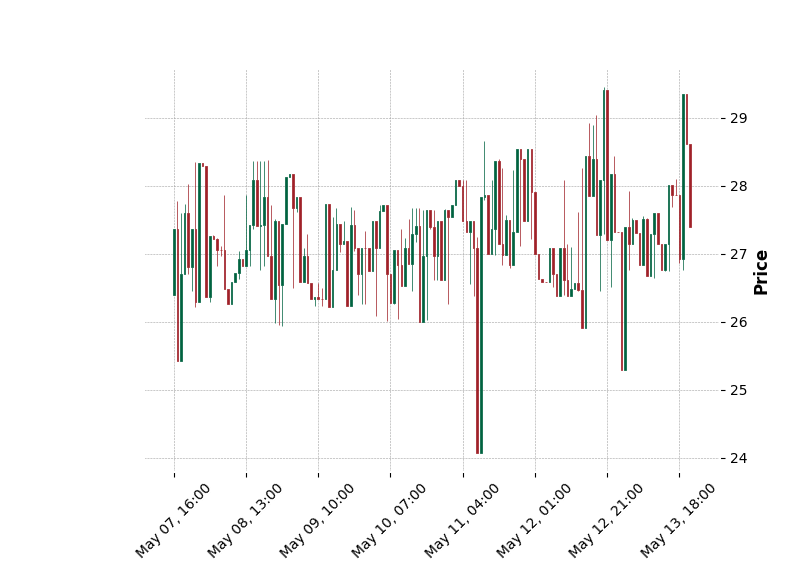 29
28
27
26
25
24
Price
May 07, 16:00
May 08, 13:00
May 09, 10:00
May 10, 07:00
May 11, 04:00
May 12, 01:00
May 12, 21:00
May 13, 18:00